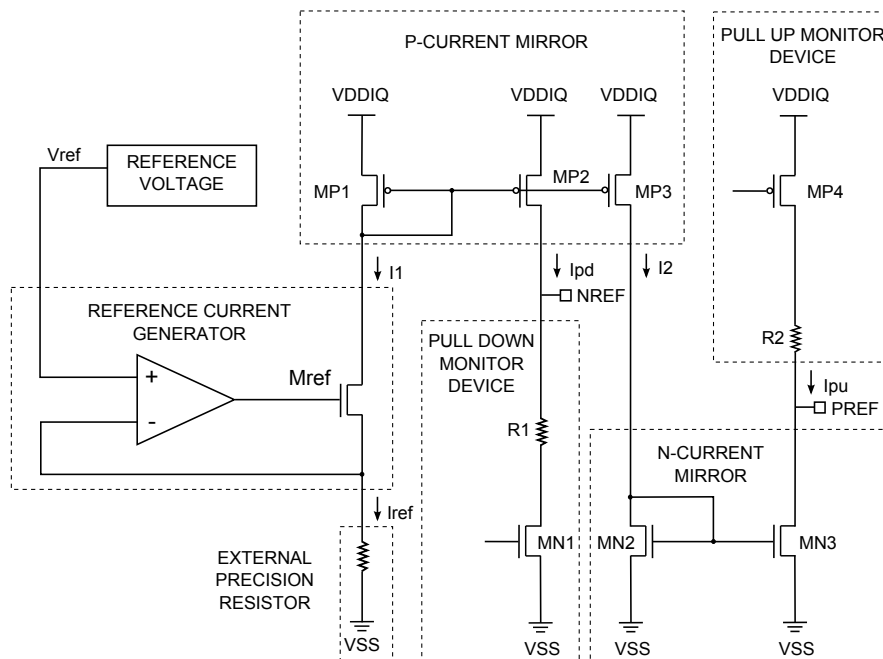 P-CURRENT MIRROR
PULL UP MONITOR
DEVICE
VDDIQ
VDDIQ
VDDIQ
VDDIQ
Vref
REFERENCE
VOLTAGE
MP1
MP2
MP3
MP4
I1
Ipd
I2
NREF
REFERENCE CURRENT
GENERATOR
PULL DOWN
MONITOR
DEVICE
R2
+
Mref
-
Ipu
PREF
R1
N-CURRENT
MIRROR
Iref
EXTERNAL
PRECISION
RESISTOR
MN1
MN2
MN3
VSS
VSS
VSS
VSS